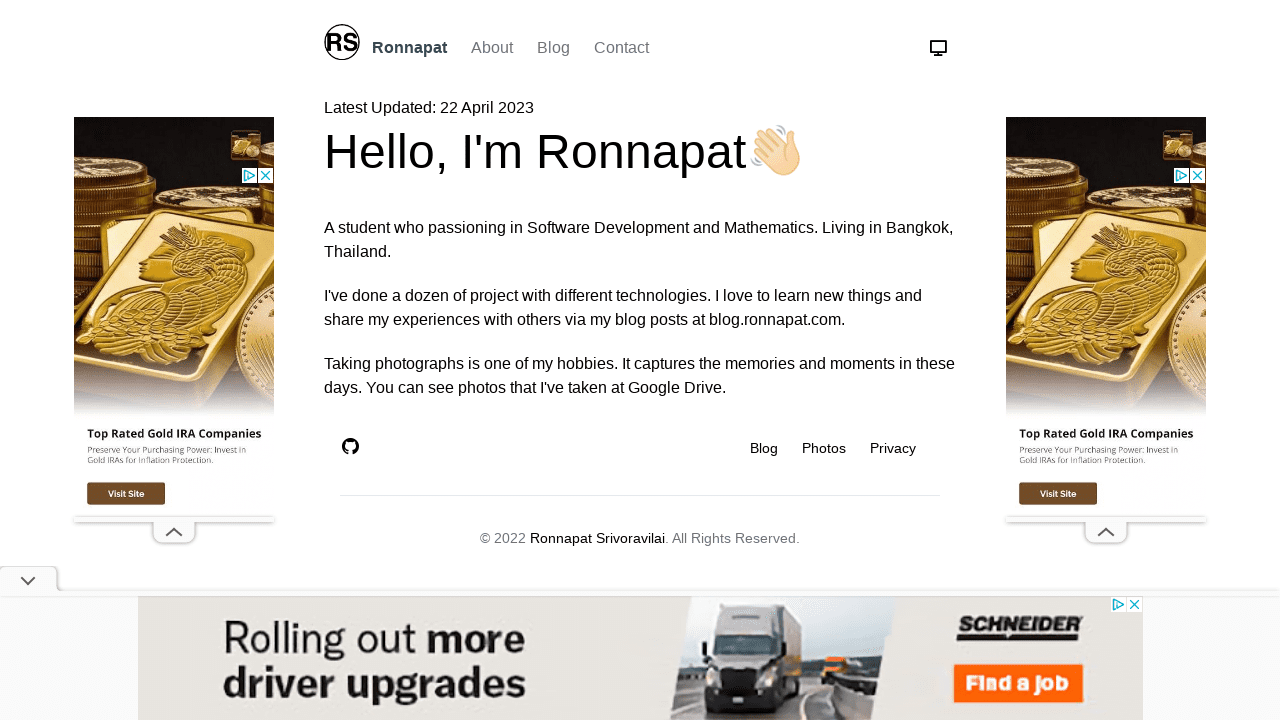 RS Ronnapat About Blog Contact
Latest Updated: 22 April 2023
Hello, I'm Ronnapat
A student who passioning in Software Development and Mathematics. Living in Bangkok,
Thailand.
I've done a dozen of project with different technologies. I love to learn new things and
share my experiences with others via my blog posts at blog.ronnapat.com.
Taking photographs is one of my hobbies. It captures the memories and moments in these
days. You can see photos that I've taken at Google Drive.
Blog Photos Privacy
© 2022 Ronnapat Srivoravilai. All Rights Reserved.
Top Rated Gold IRA Companies
Preserve Your Purchasing Power: Invest in
Gold IRAs for Inflation Protection.
Visit Site
Top Rated Gold IRA Companies
Preserve Your Purchasing Power: Invest in
Gold IRAs for Inflation Protection.
Visit Site
Rolling out more
driver upgrades
SCHNEIDER
Find a job